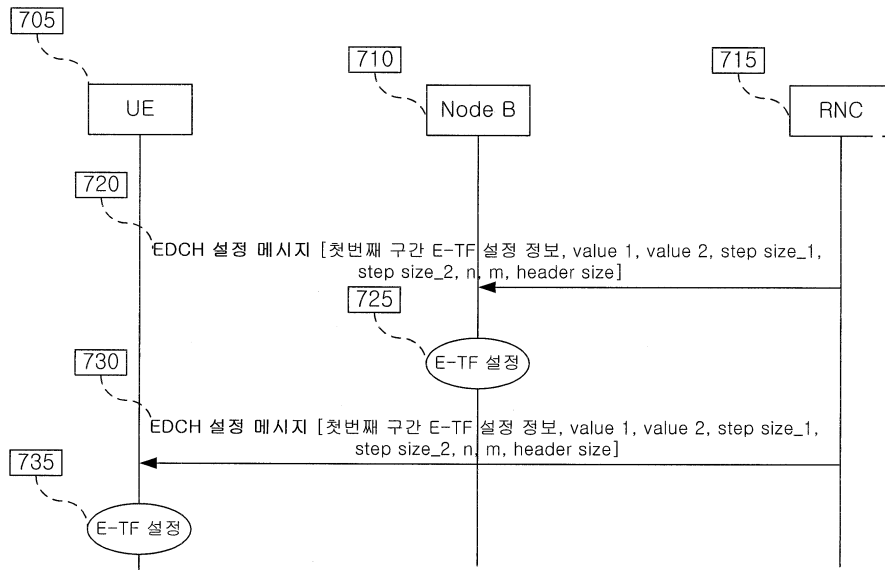 705
710
715
UE
Node B
RNC
720
EDCH 설정 메시지 [첫번째 구간 E-TF 설정 정보, value 1, value 2, step size_1,
step size_2, n, m, header size]
725
E-TF 설정
730
EDCH 설정 메시지 [첫번째 구간 E-TF 설정 정보, value 1, value 2, step size_1,
step size_2, n, m, header size]
735
E-TF 설정